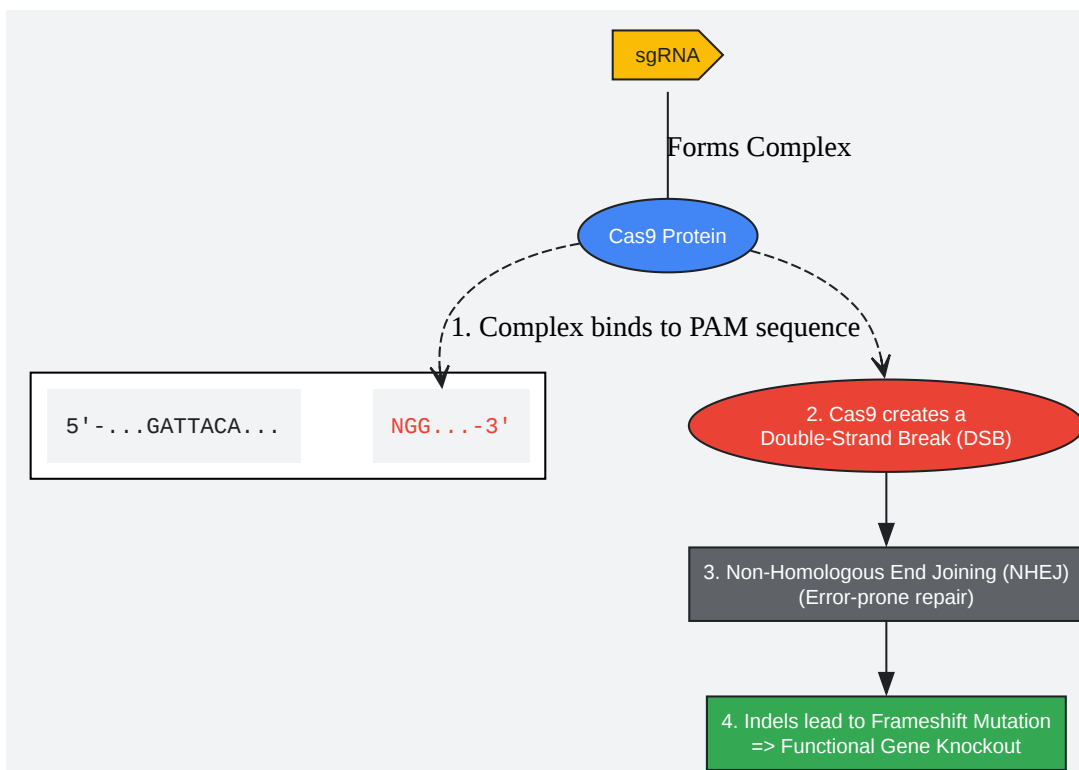 sgRNA
Forms Complex
Cas9 Protein
1. Complex binds to PAM sequence
5'-...GATTACA...
NGG...-3'
2. Cas9 creates a
Double-Strand Break (DSB)
3. Non-Homologous End Joining (NHEJ)
(Error-prone repair)
4. Indels lead to Frameshift Mutation
=> Functional Gene Knockout